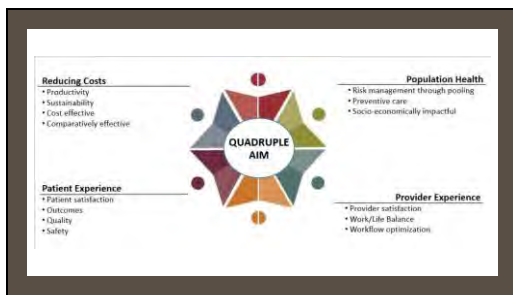 Reducing Costs
• Productivity
• Sustainability
• Cost effective
• Comparatively effective
Population Health
• Risk management through pooling
• Preventive care
• Socio-economically impactful
QUADRUPLE
AIM
Patient Experience
• Patient satisfaction
• Outcomes
• Quality
• Safety
Provider Experience
• Provider satisfaction
• Work/Life Balance
• Workflow optimization